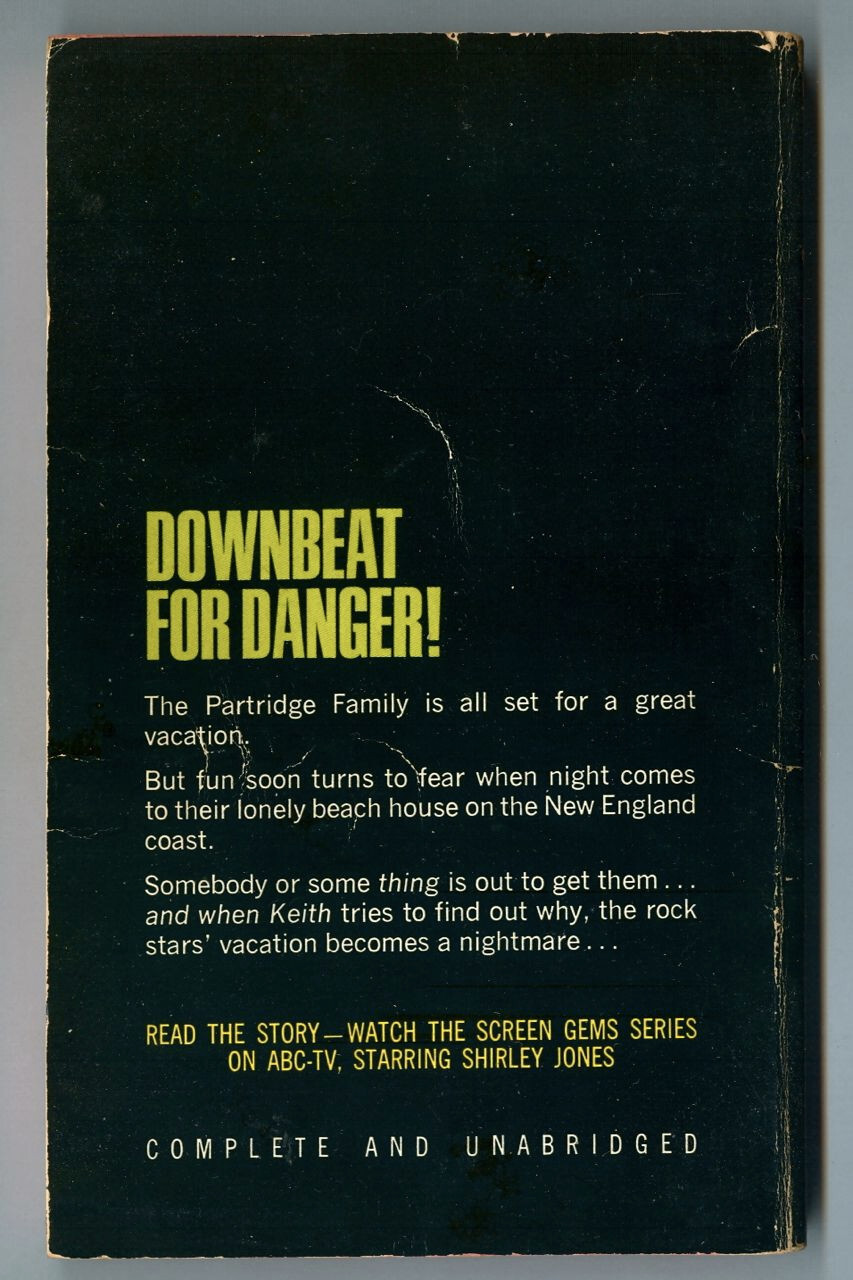 DOWNBEAT
FOR DANGER!
The Partridge Family is all set for a great
vacation.
But fun soon turns to fear when night comes
to their lonely beach house on the New England
coast.
Somebody or some thing is out to get them...
and when Keith tries to find out why, the rock
stars' vacation becomes a nightmare...
READ THE STORY—WATCH THE SCREEN GEMS SERIES
ON ABC-TV, STARRING SHIRLEY JONES
COMPLETE AND UNABRIDGED